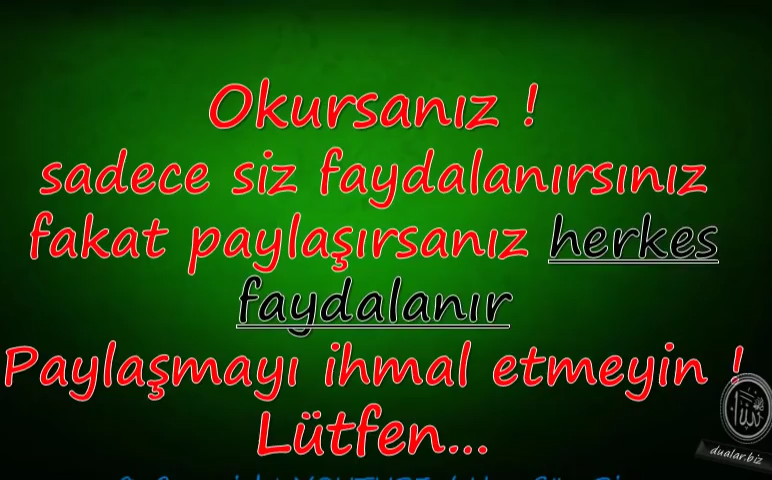 Okursanız !
sadece siz faydalanırsınız
fakat paylaşırsanız herkes
faydalanır
Paylaşmayı ihmal etmeyin !
Lütfen...
dualar.biz